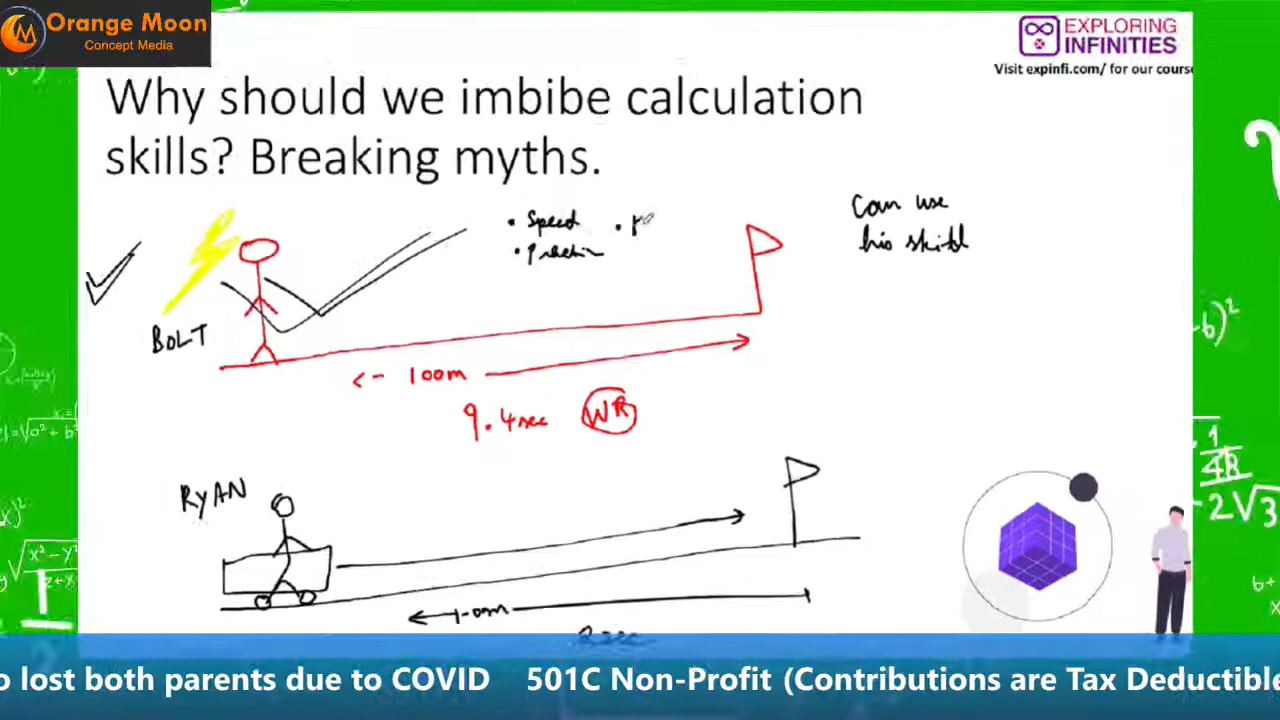 Orange Moon
Concept Media
EXPLORING
INFINITIES
Visit expinfi.com/ for our course
Why should we imbibe calculation
skills? Breaking myths.
• Speed
•
Can use
his skill
BOLT
<- 100m
9.4sec WR
RYAN
o lost both parents due to COVID 501C Non-Profit (Contributions are Tax Deductible